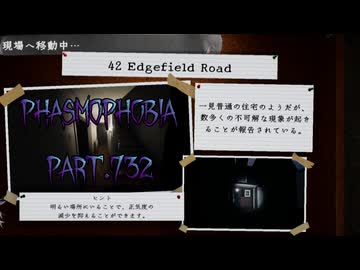 現場へ移動中…
42 Edgefield Road
PHASMOPHOBIA
PART.732
一見普通の住宅のようだが、
数多くの不可解な現象が起き
ることが報告されている。
ヒント
明るい場所にいることで、正気度の
減少を抑えることができます。